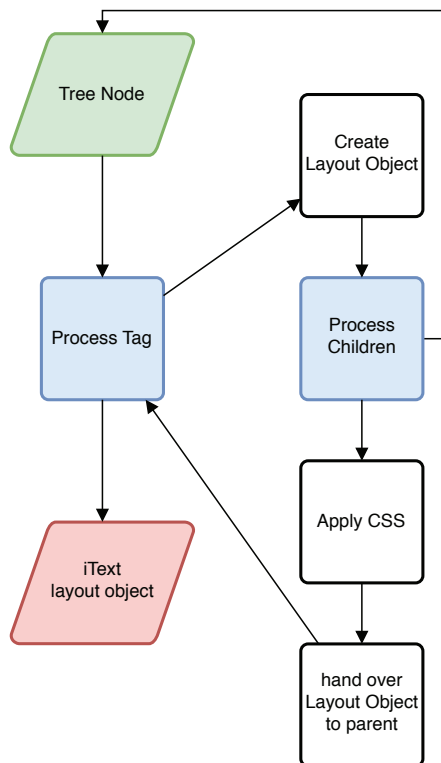 Tree Node
Create
Layout Object
Process Tag
Process
Children
iText
layout object
Apply CSS
hand over
Layout Object
to parent